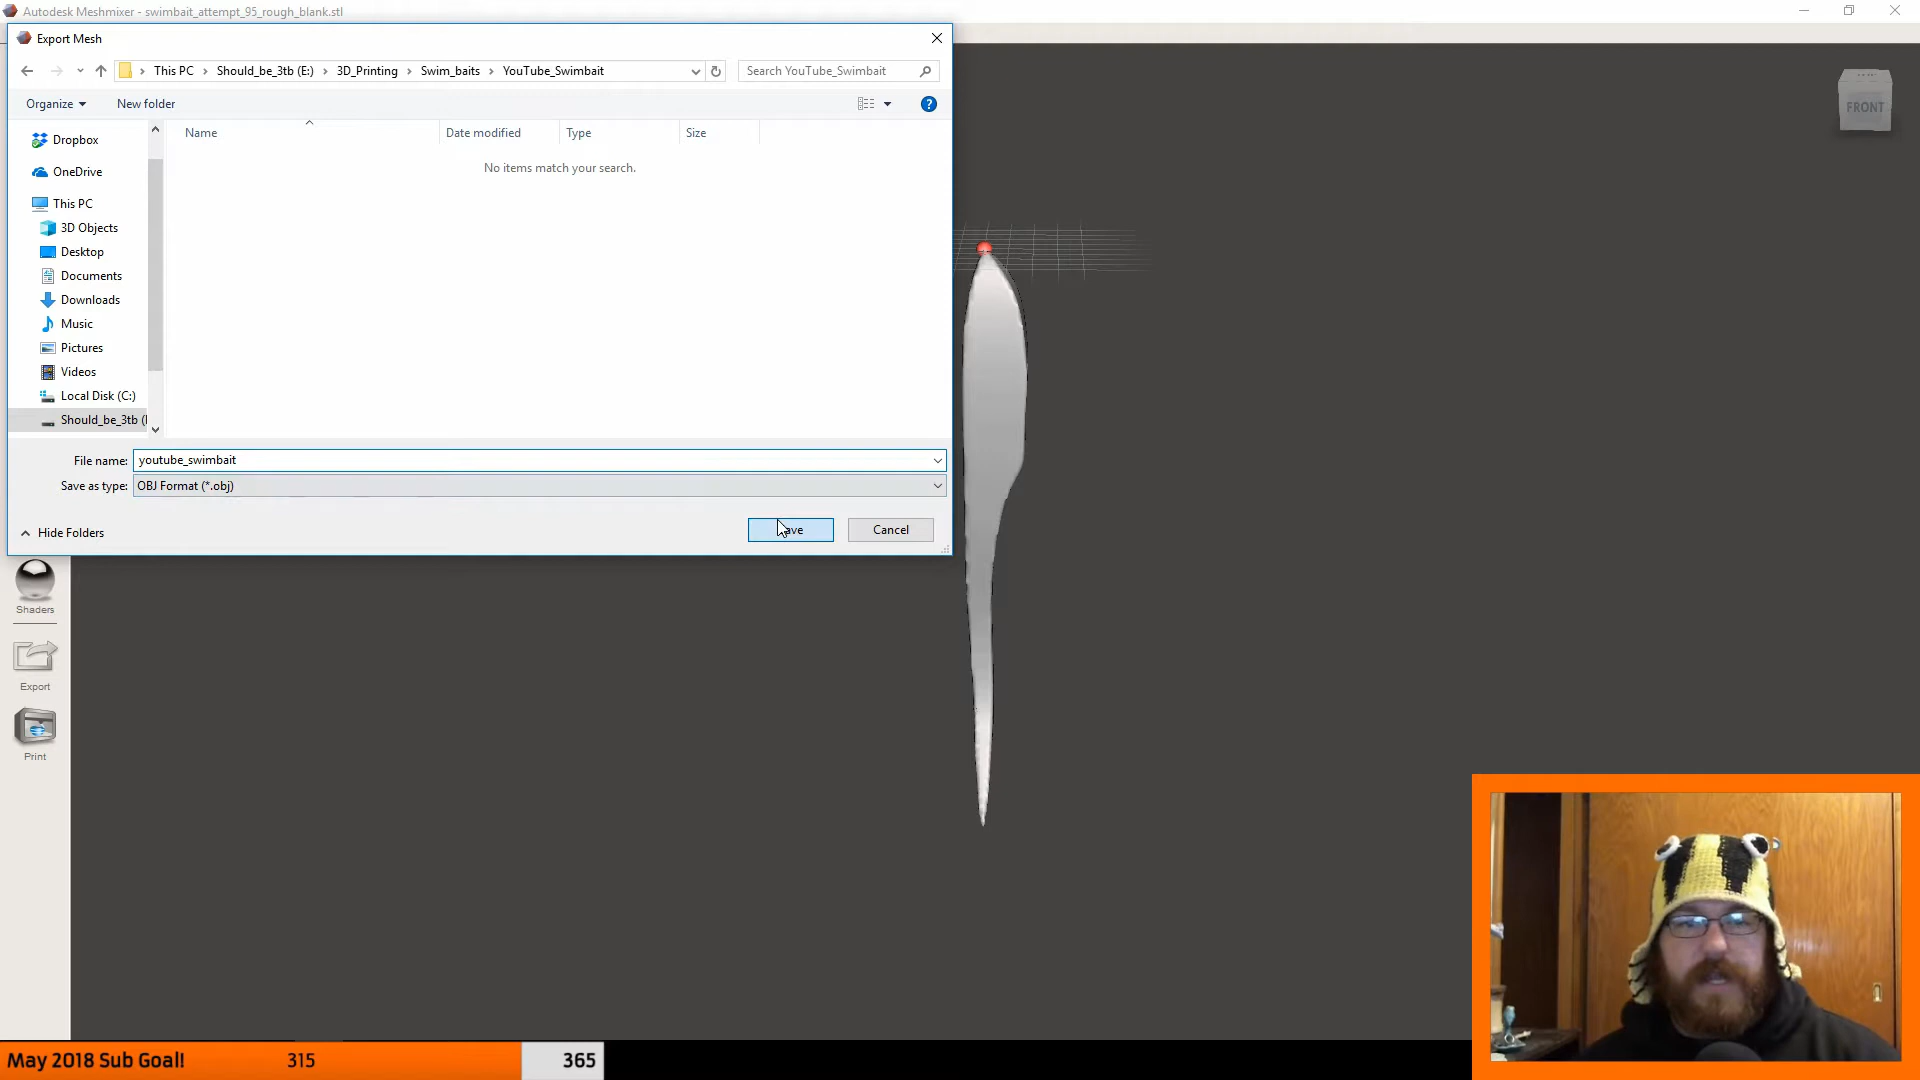 Autodesk Meshmixer - swimbait_attempt_95_rough_blank.stl
Export Mesh
This PC > Should_be_3tb (E:) > 3D_Printing > Swim_baits > YouTube_Swimbait
Search YouTube_Swimbait
Organize
New folder
Name
Date modified
Type
Size
No items match your search.
Dropbox
OneDrive
This PC
3D Objects
Desktop
Documents
Downloads
Music
Pictures
Videos
Local Disk (C:)
Should_be_3tb (
File name: youtube_swimbait
Save as type: OBJ Format (*.obj)
Hide Folders
Cancel
FRONT
Shaders
Export
Print
May 2018 Sub Goal! 315 365